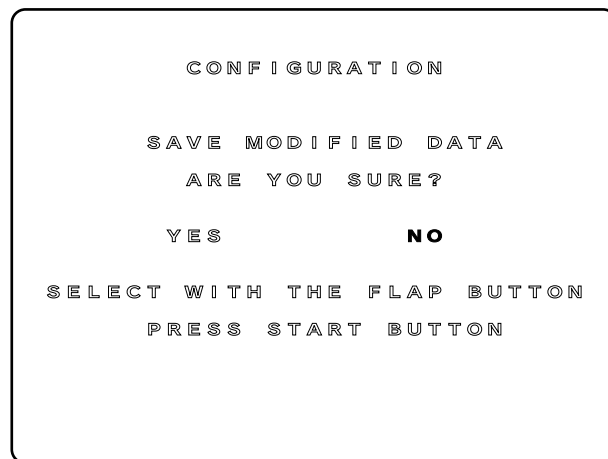 CONFIGURATION
SAVE MODIFIED DATA
ARE YOU SURE?
YES NO
SELECT WITH THE FLAP BUTTON
PRESS START BUTTON